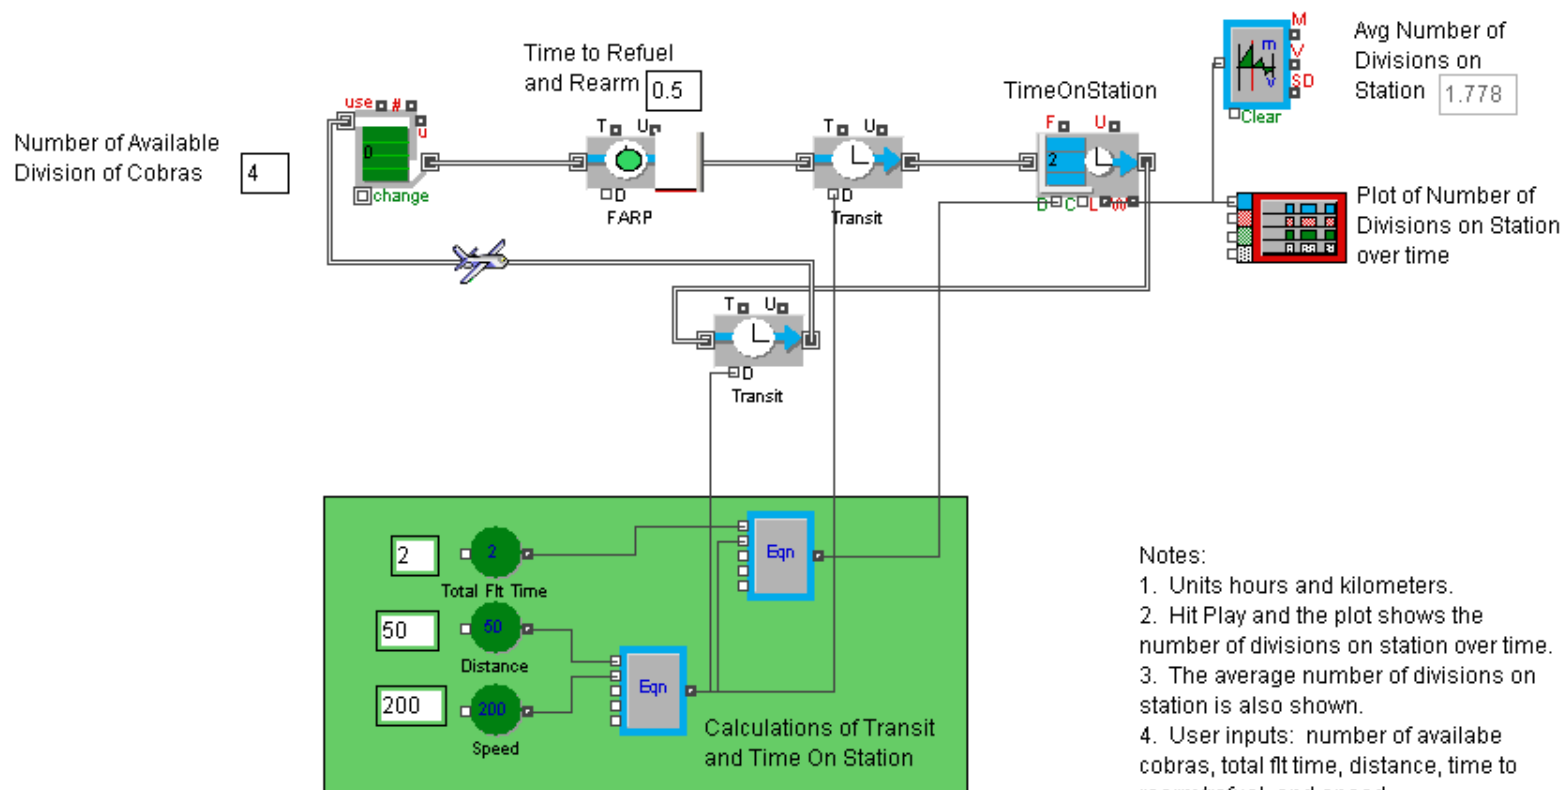 Time to Refuel
and Rearm 0.5
Number of Available
Division of Cobras 4
use #
u
0
change
T U
D
FARP
T U
D
Transit
TimeOnStation
F U
2
D C L W
M
V
SD
m
v
Clear
Avg Number of
Divisions on
Station 1.778
Plot of Number of
Divisions on Station
over time
T U
D
Transit
2
2
Total Flt Time
50
50
Distance
200
200
Speed
Eqn
Eqn
Calculations of Transit
and Time On Station
Notes:
1. Units hours and kilometers.
2. Hit Play and the plot shows the
number of divisions on station over time.
3. The average number of divisions on
station is also shown.
4. User inputs: number of availabe
cobras, total flt time, distance, time to